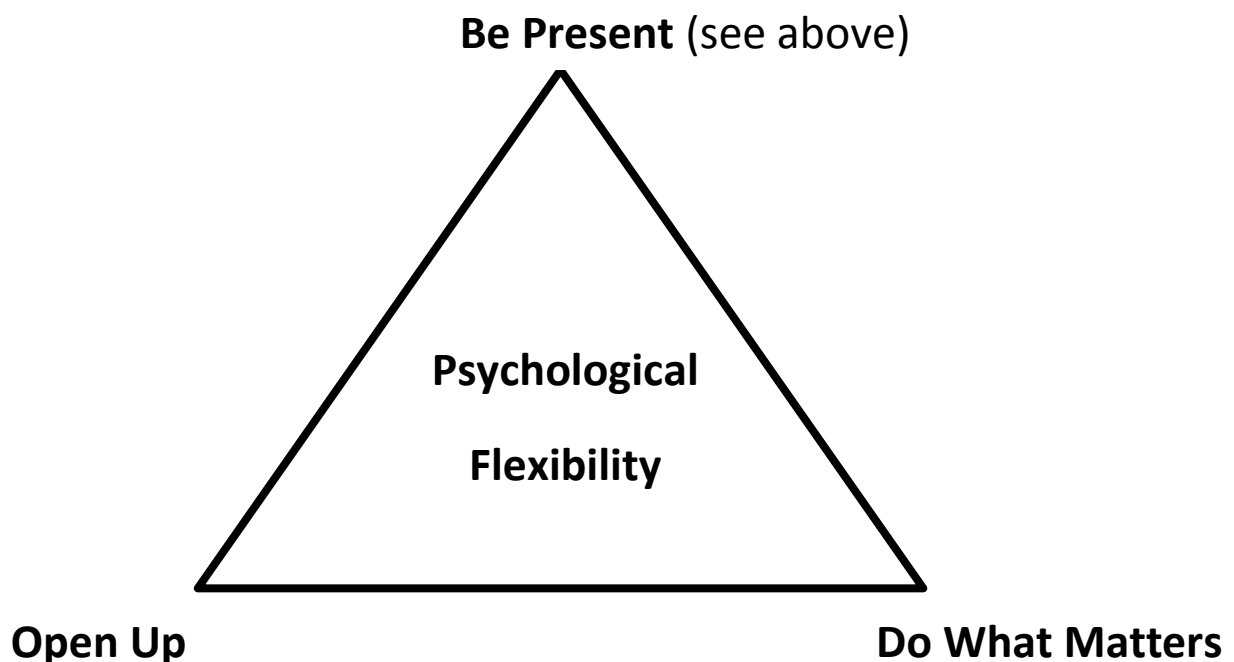 Be Present (see above)
Psychological
Flexibility
Open Up
Do What Matters